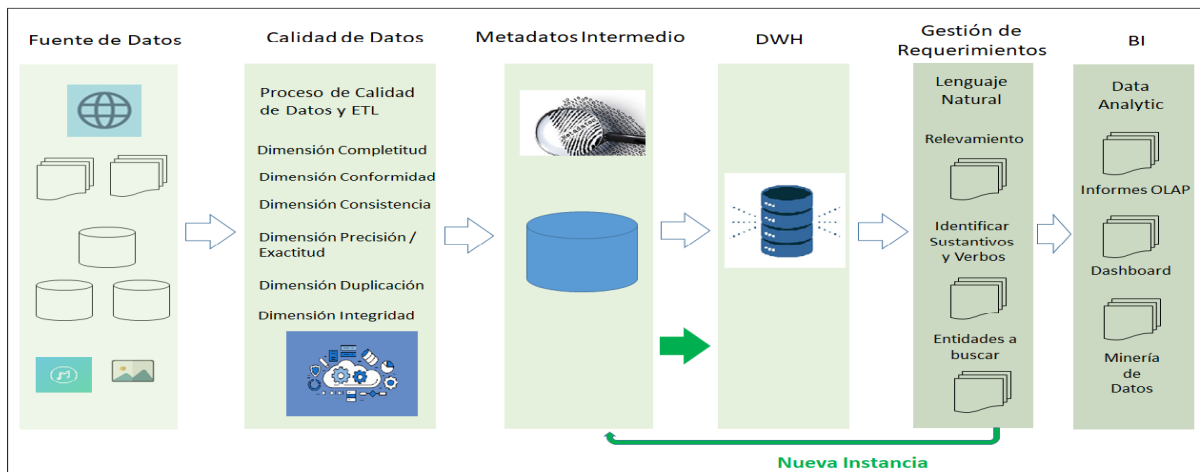 Fuente de Datos
Calidad de Datos
Proceso de Calidad
de Datos y ETL
Dimensión Completitud
Dimensión Conformidad
Dimensión Consistencia
Dimensión Precisión /
Exactitud
Dimensión Duplicación
Dimensión Integridad
Metadatos Intermedio
DWH
Gestión de
Requerimientos
Lenguaje
Natural
Relevamiento
Identificar
Sustantivos
y Verbos
Entidades a
buscar
BI
Data
Analytic
Informes OLAP
Dashboard
Minería
de
Datos
Nueva Instancia